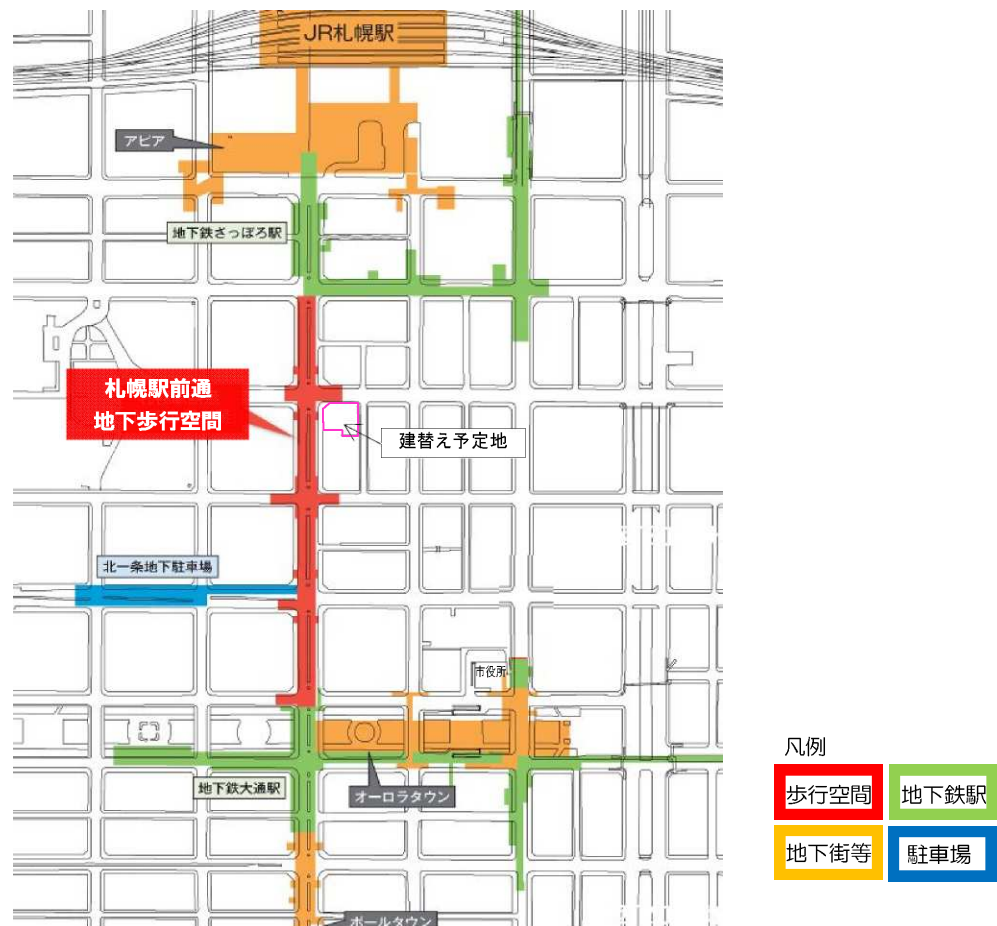 JR札幌駅
アピア
地下鉄さっぽろ駅
札幌駅前通
地下歩行空間
建替え予定地
北一条地下駐車場
市役所
地下鉄大通駅
オーロラタウン
ポールタウン
凡例
歩行空間
地下鉄駅
地下街等
駐車場